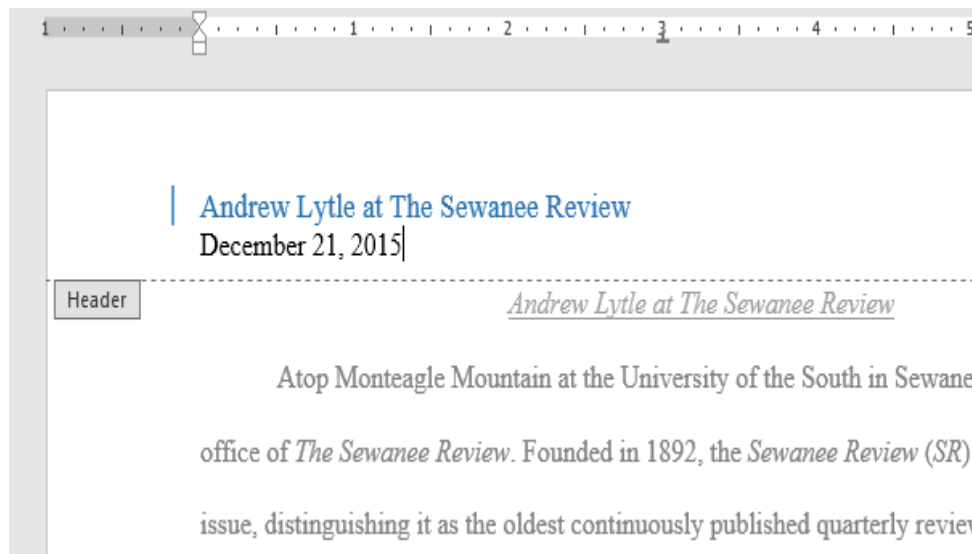 1 1 2 3 4 5
Andrew Lytle at The Sewanee Review
December 21, 2015
Header
Andrew Lytle at The Sewanee Review
Atop Monteagle Mountain at the University of the South in Sewane
office of The Sewanee Review. Founded in 1892, the Sewanee Review (SR)
issue, distinguishing it as the oldest continuously published quarterly review